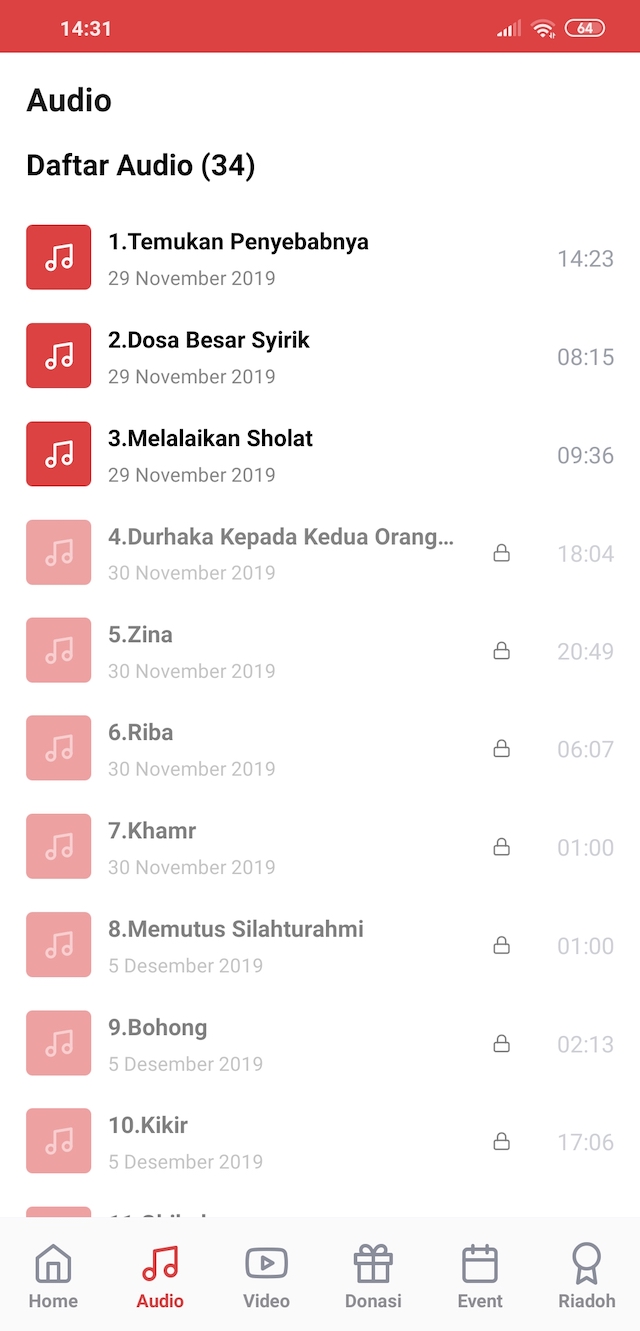 14:31
64
Audio
Daftar Audio (34)
1.Temukan Penyebabnya
29 November 2019
14:23
2.Dosa Besar Syirik
29 November 2019
08:15
3.Melalaikan Sholat
29 November 2019
09:36
4.Durhaka Kepada Kedua Orang...
30 November 2019
18:04
5.Zina
30 November 2019
20:49
6.Riba
30 November 2019
06:07
7.Khamr
30 November 2019
01:00
8.Memutus Silahturahmi
5 Desember 2019
01:00
9.Bohong
5 Desember 2019
02:13
10.Kikir
5 Desember 2019
17:06
Home
Audio
Video
Donasi
Event
Riadoh